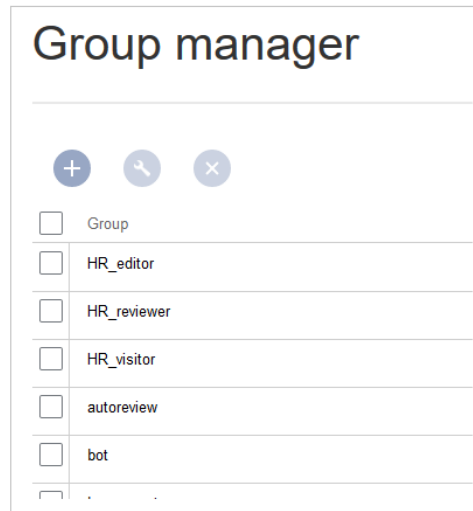 Group manager
Group
HR_editor
HR_reviewer
HR_visitor
autoreview
bot